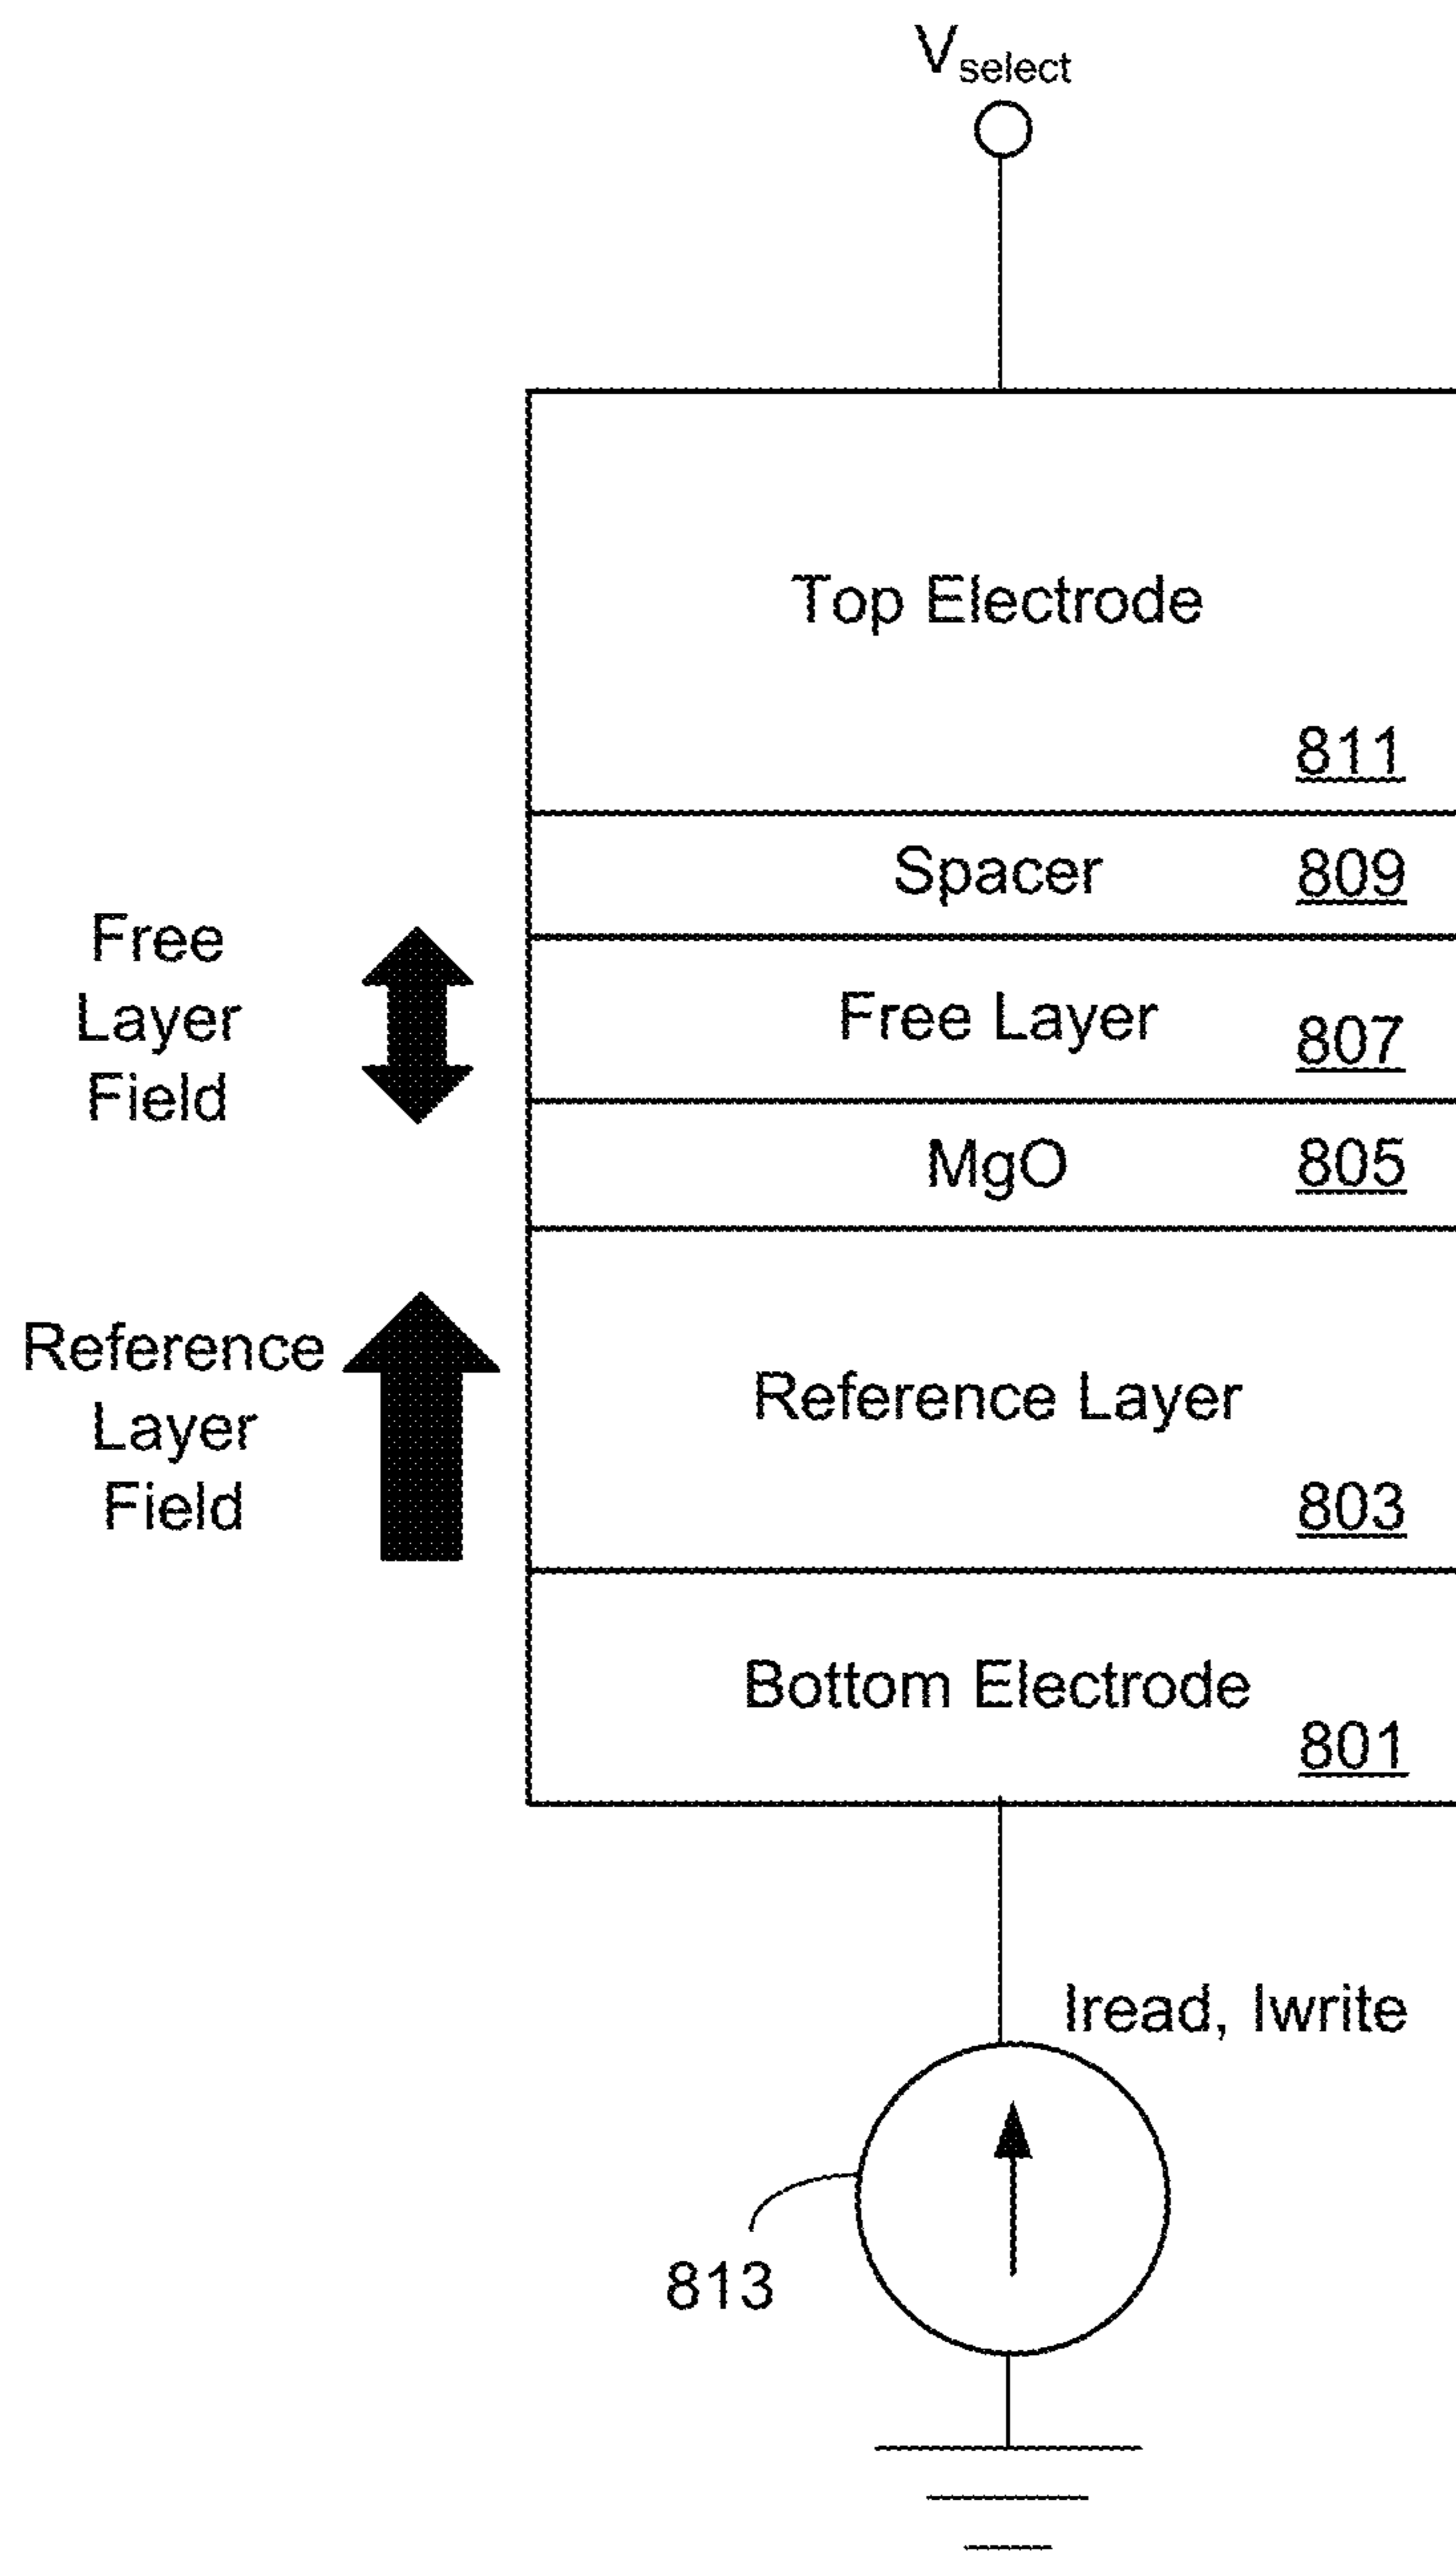 Vselect
Top Electrode
811
Spacer 809
Free
Layer
Field
Free Layer 807
MgO 805
Reference
Layer
Field
Reference Layer
803
Bottom Electrode
801
Iread, Iwrite
813